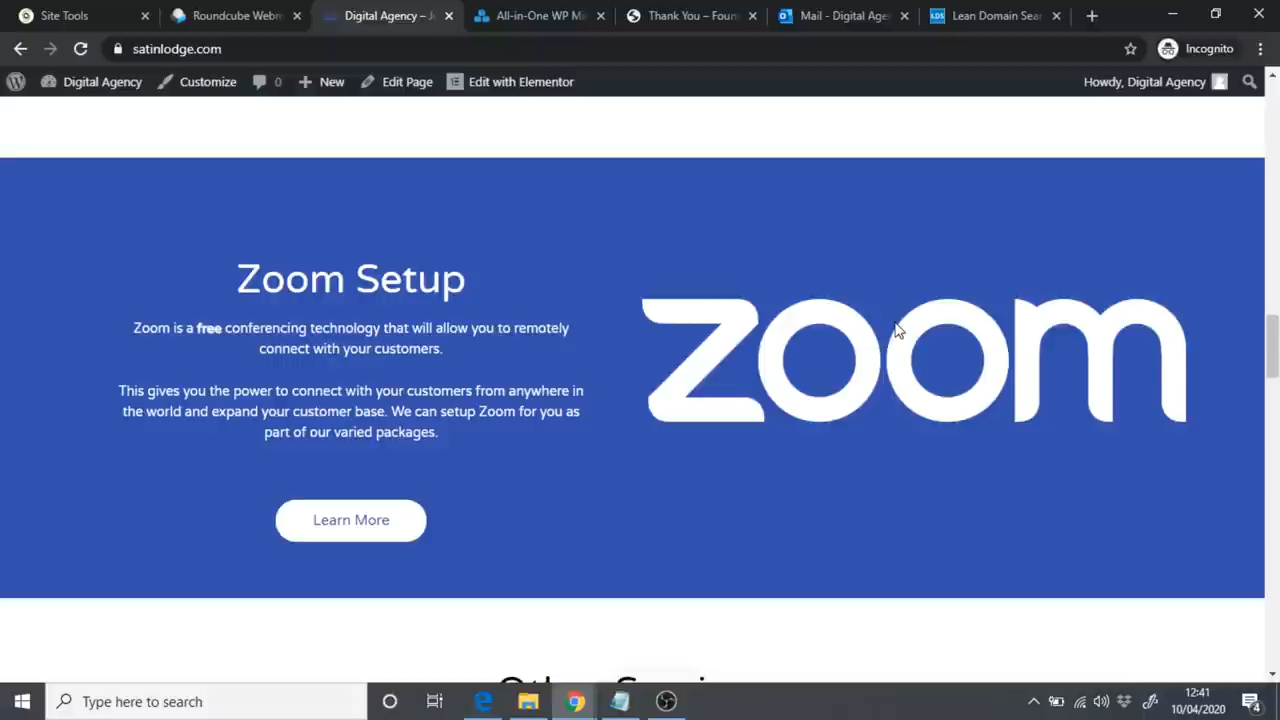 Site Tools
Roundcube Webm
Digital Agency – J
All-in-One WP Mi
Thank You – Foun
Mail - Digital Age
LDS
Lean Domain Sear
satinlodge.com
Incognito
Digital Agency
Customize
0
New
Edit Page
Edit with Elementor
Howdy, Digital Agency
Zoom Setup
Zoom is a free conferencing technology that will allow you to remotely
connect with your customers.
This gives you the power to connect with your customers from anywhere in
the world and expand your customer base. We can setup Zoom for you as
part of our varied packages.
Learn More
zoom
Type here to search
12:41
10/04/2020
4